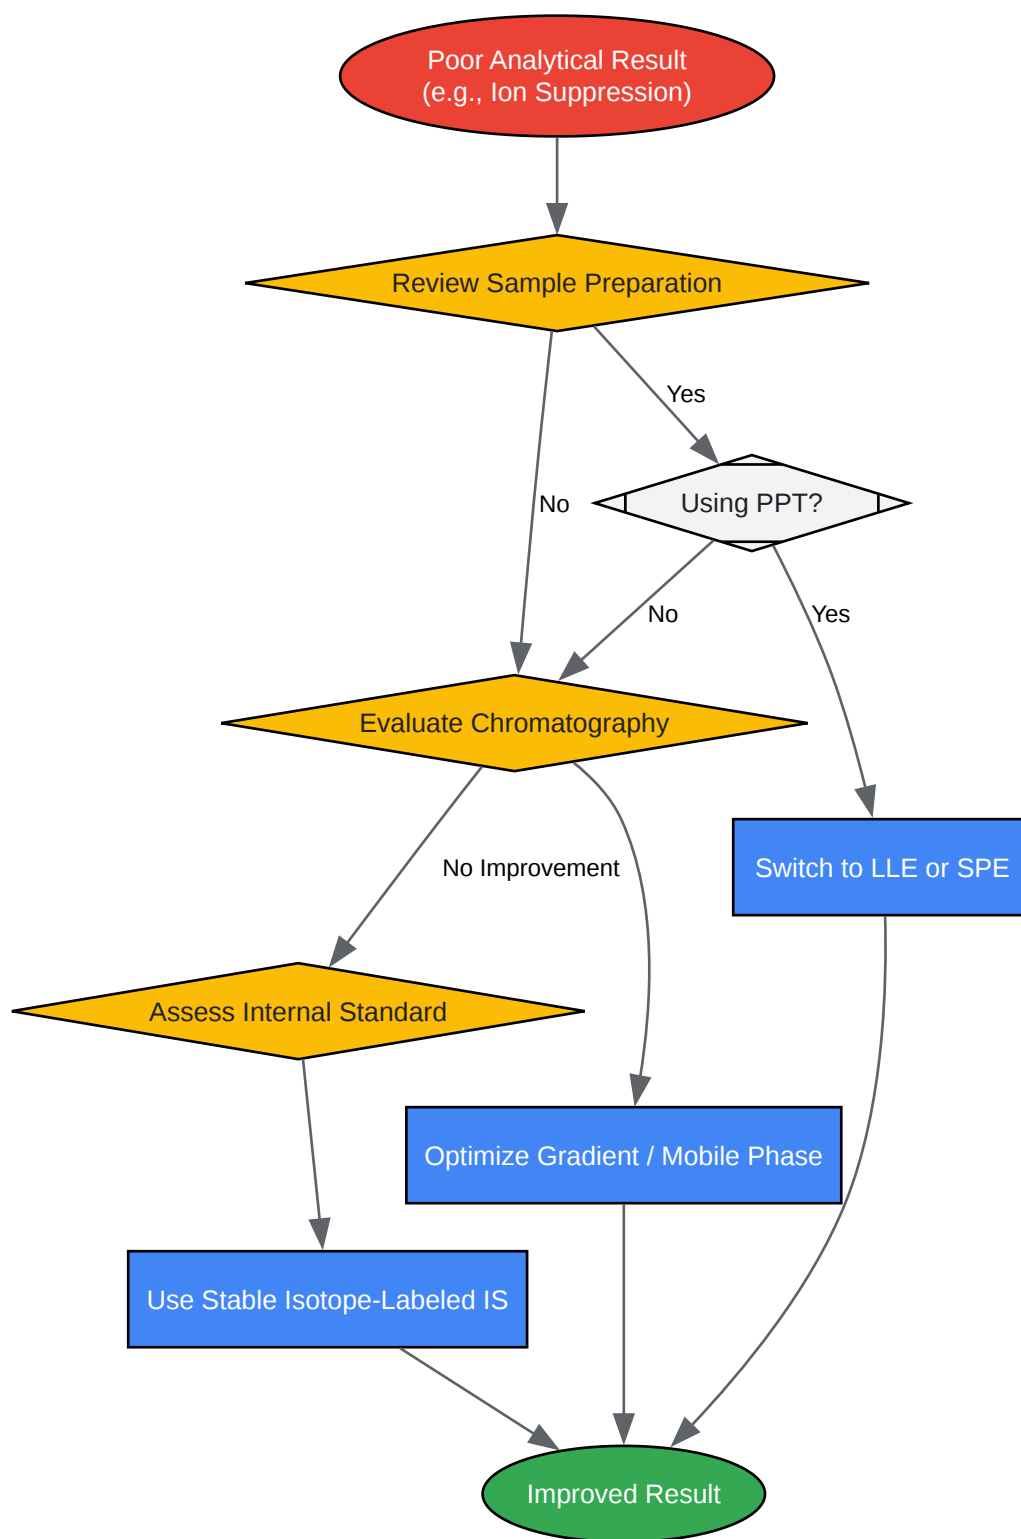 Poor Analytical Result
(e.g., Ion Suppression)
Review Sample Preparation
Yes
Using PPT?
No
No
Yes
Evaluate Chromatography
No Improvement
Switch to LLE or SPE
Assess Internal Standard
Optimize Gradient / Mobile Phase
Use Stable Isotope-Labeled IS
Improved Result